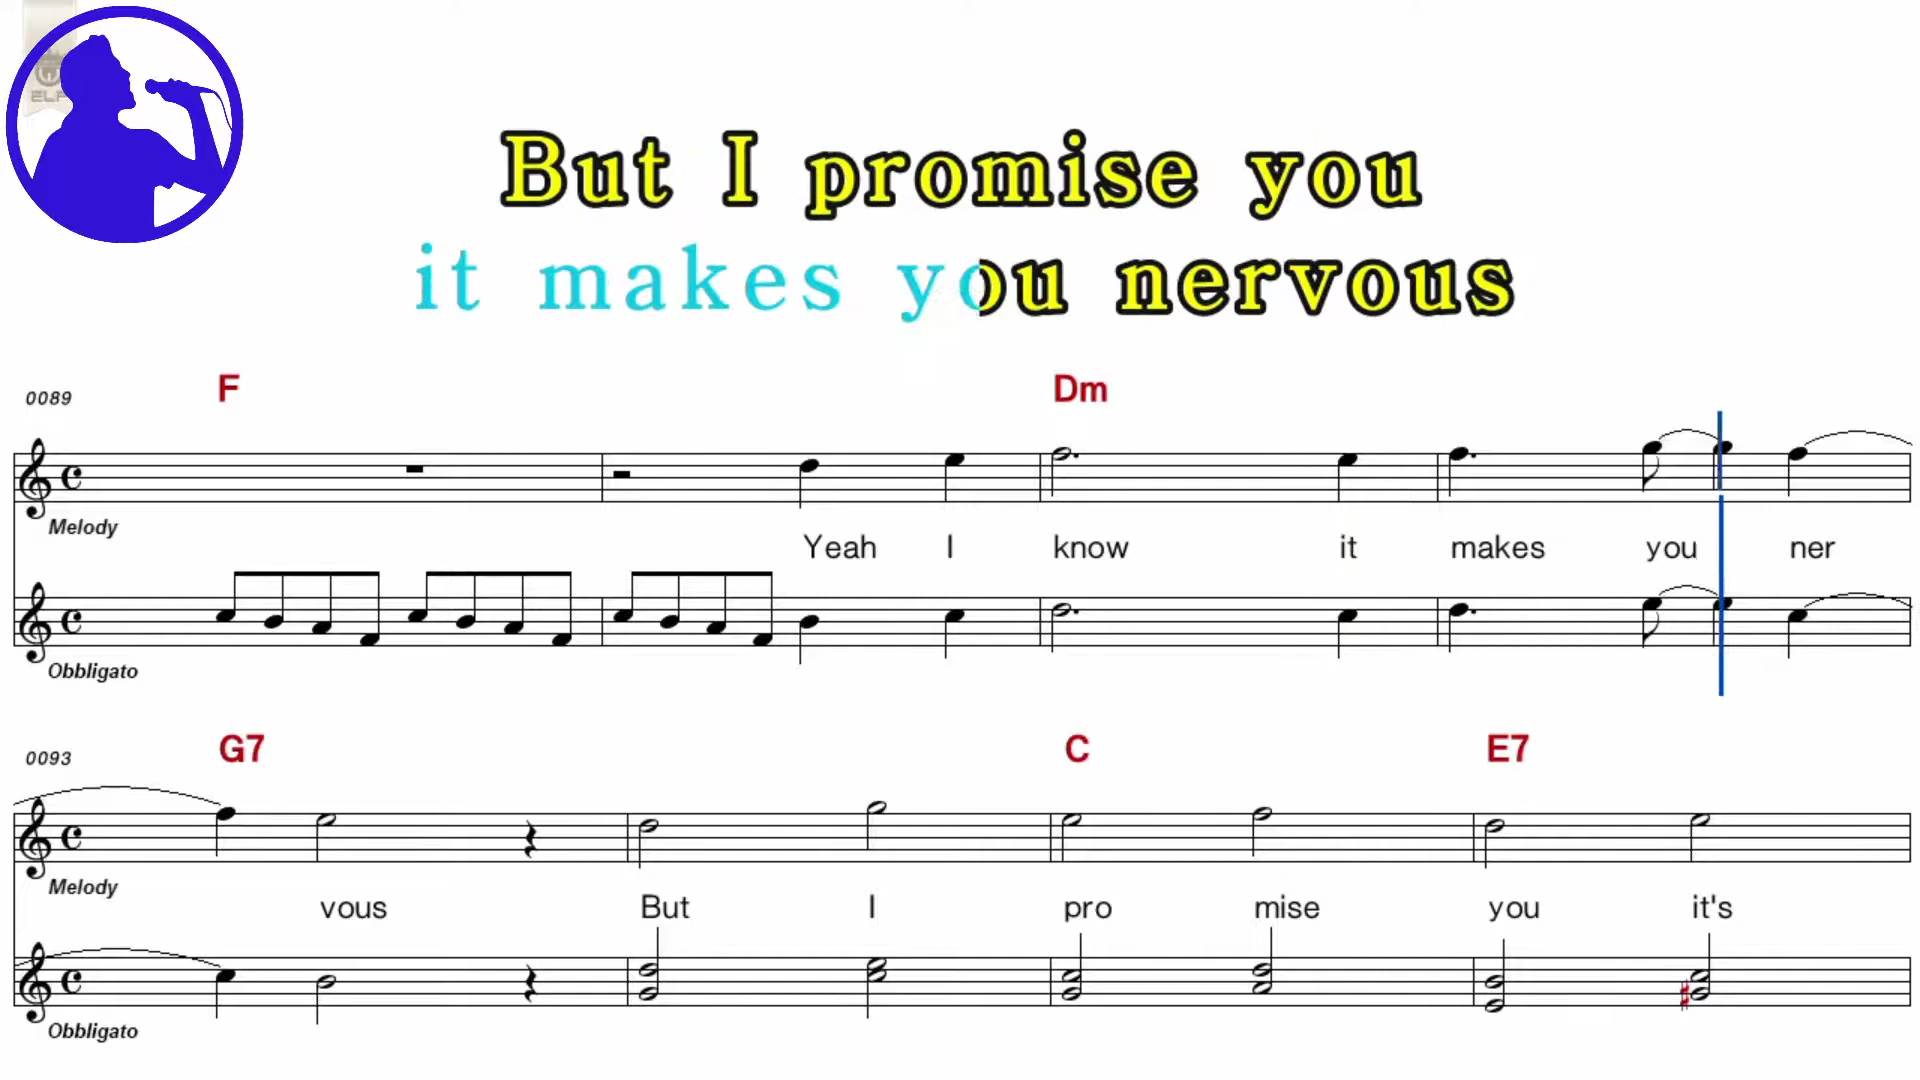 ELF
But I promise you
it makes you nervous
0089 F Dm
Melody
Yeah I know it makes you ner
Obbligato
0093 G7 C E7
Melody
vous But I pro mise you it's
Obbligato